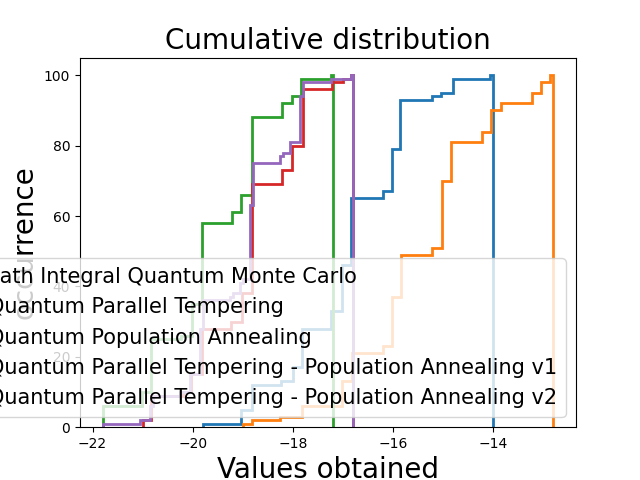 Cumulative distribution
100
80
60
40
20
0
occurrence
ath Integral Quantum Monte Carlo
Quantum Parallel Tempering
Quantum Population Annealing
Quantum Parallel Tempering - Population Annealing v1
Quantum Parallel Tempering - Population Annealing v2
−22 −20 −18 −16 −14
Values obtained